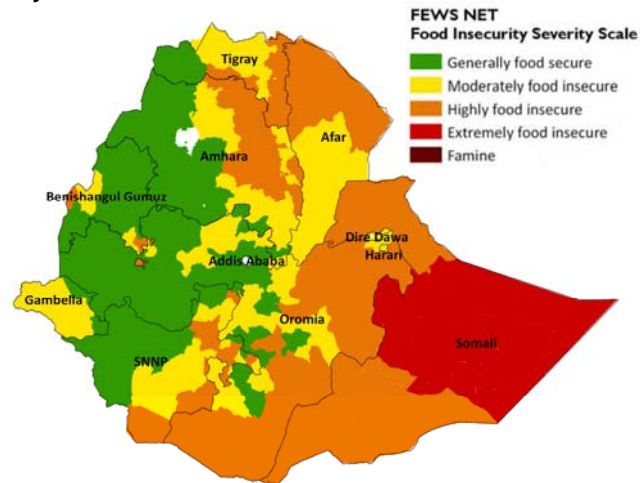 FEWS NET
Food Insecurity Severity Scale
Generally food secure
Moderately food insecure
Highly food insecure
Extremely food insecure
Famine
Tigray
Afar
Amhara
Benishangul Gumuz
Dire Dawa
Harari
Addis Ababa
Gambella
Oromia
Somali
SNNP